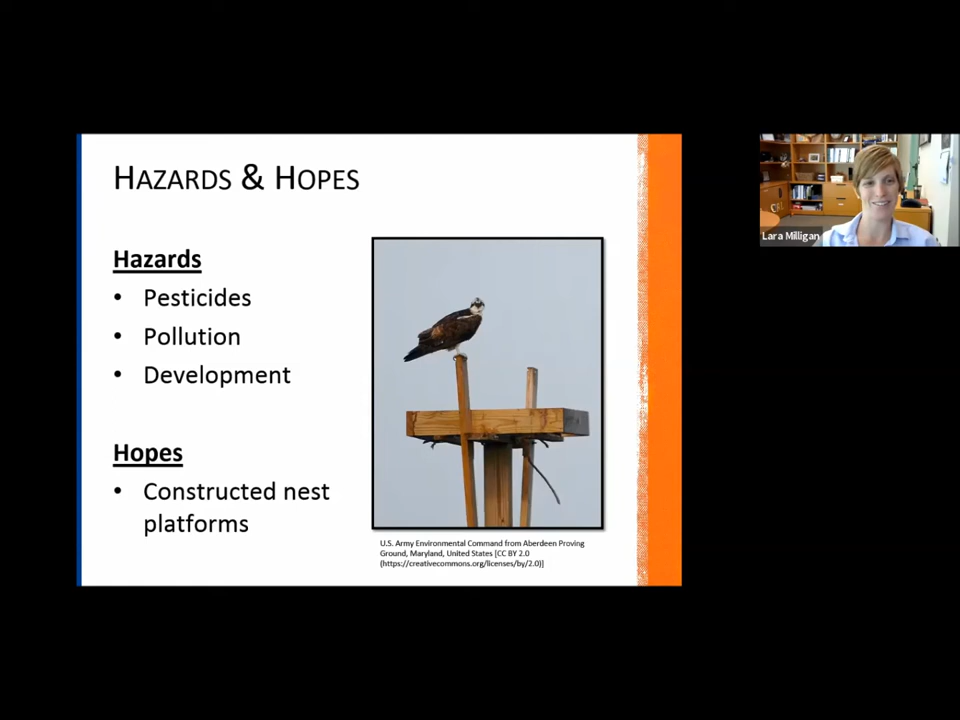 HAZARDS & HOPES
Hazards
• Pesticides
• Pollution
• Development
Hopes
• Constructed nest
platforms
U.S. Army Environmental Command from Aberdeen Proving
Ground, Maryland, United States [CC BY 2.0
(https://creativecommons.org/licenses/by/2.0)]
Lara Milligan